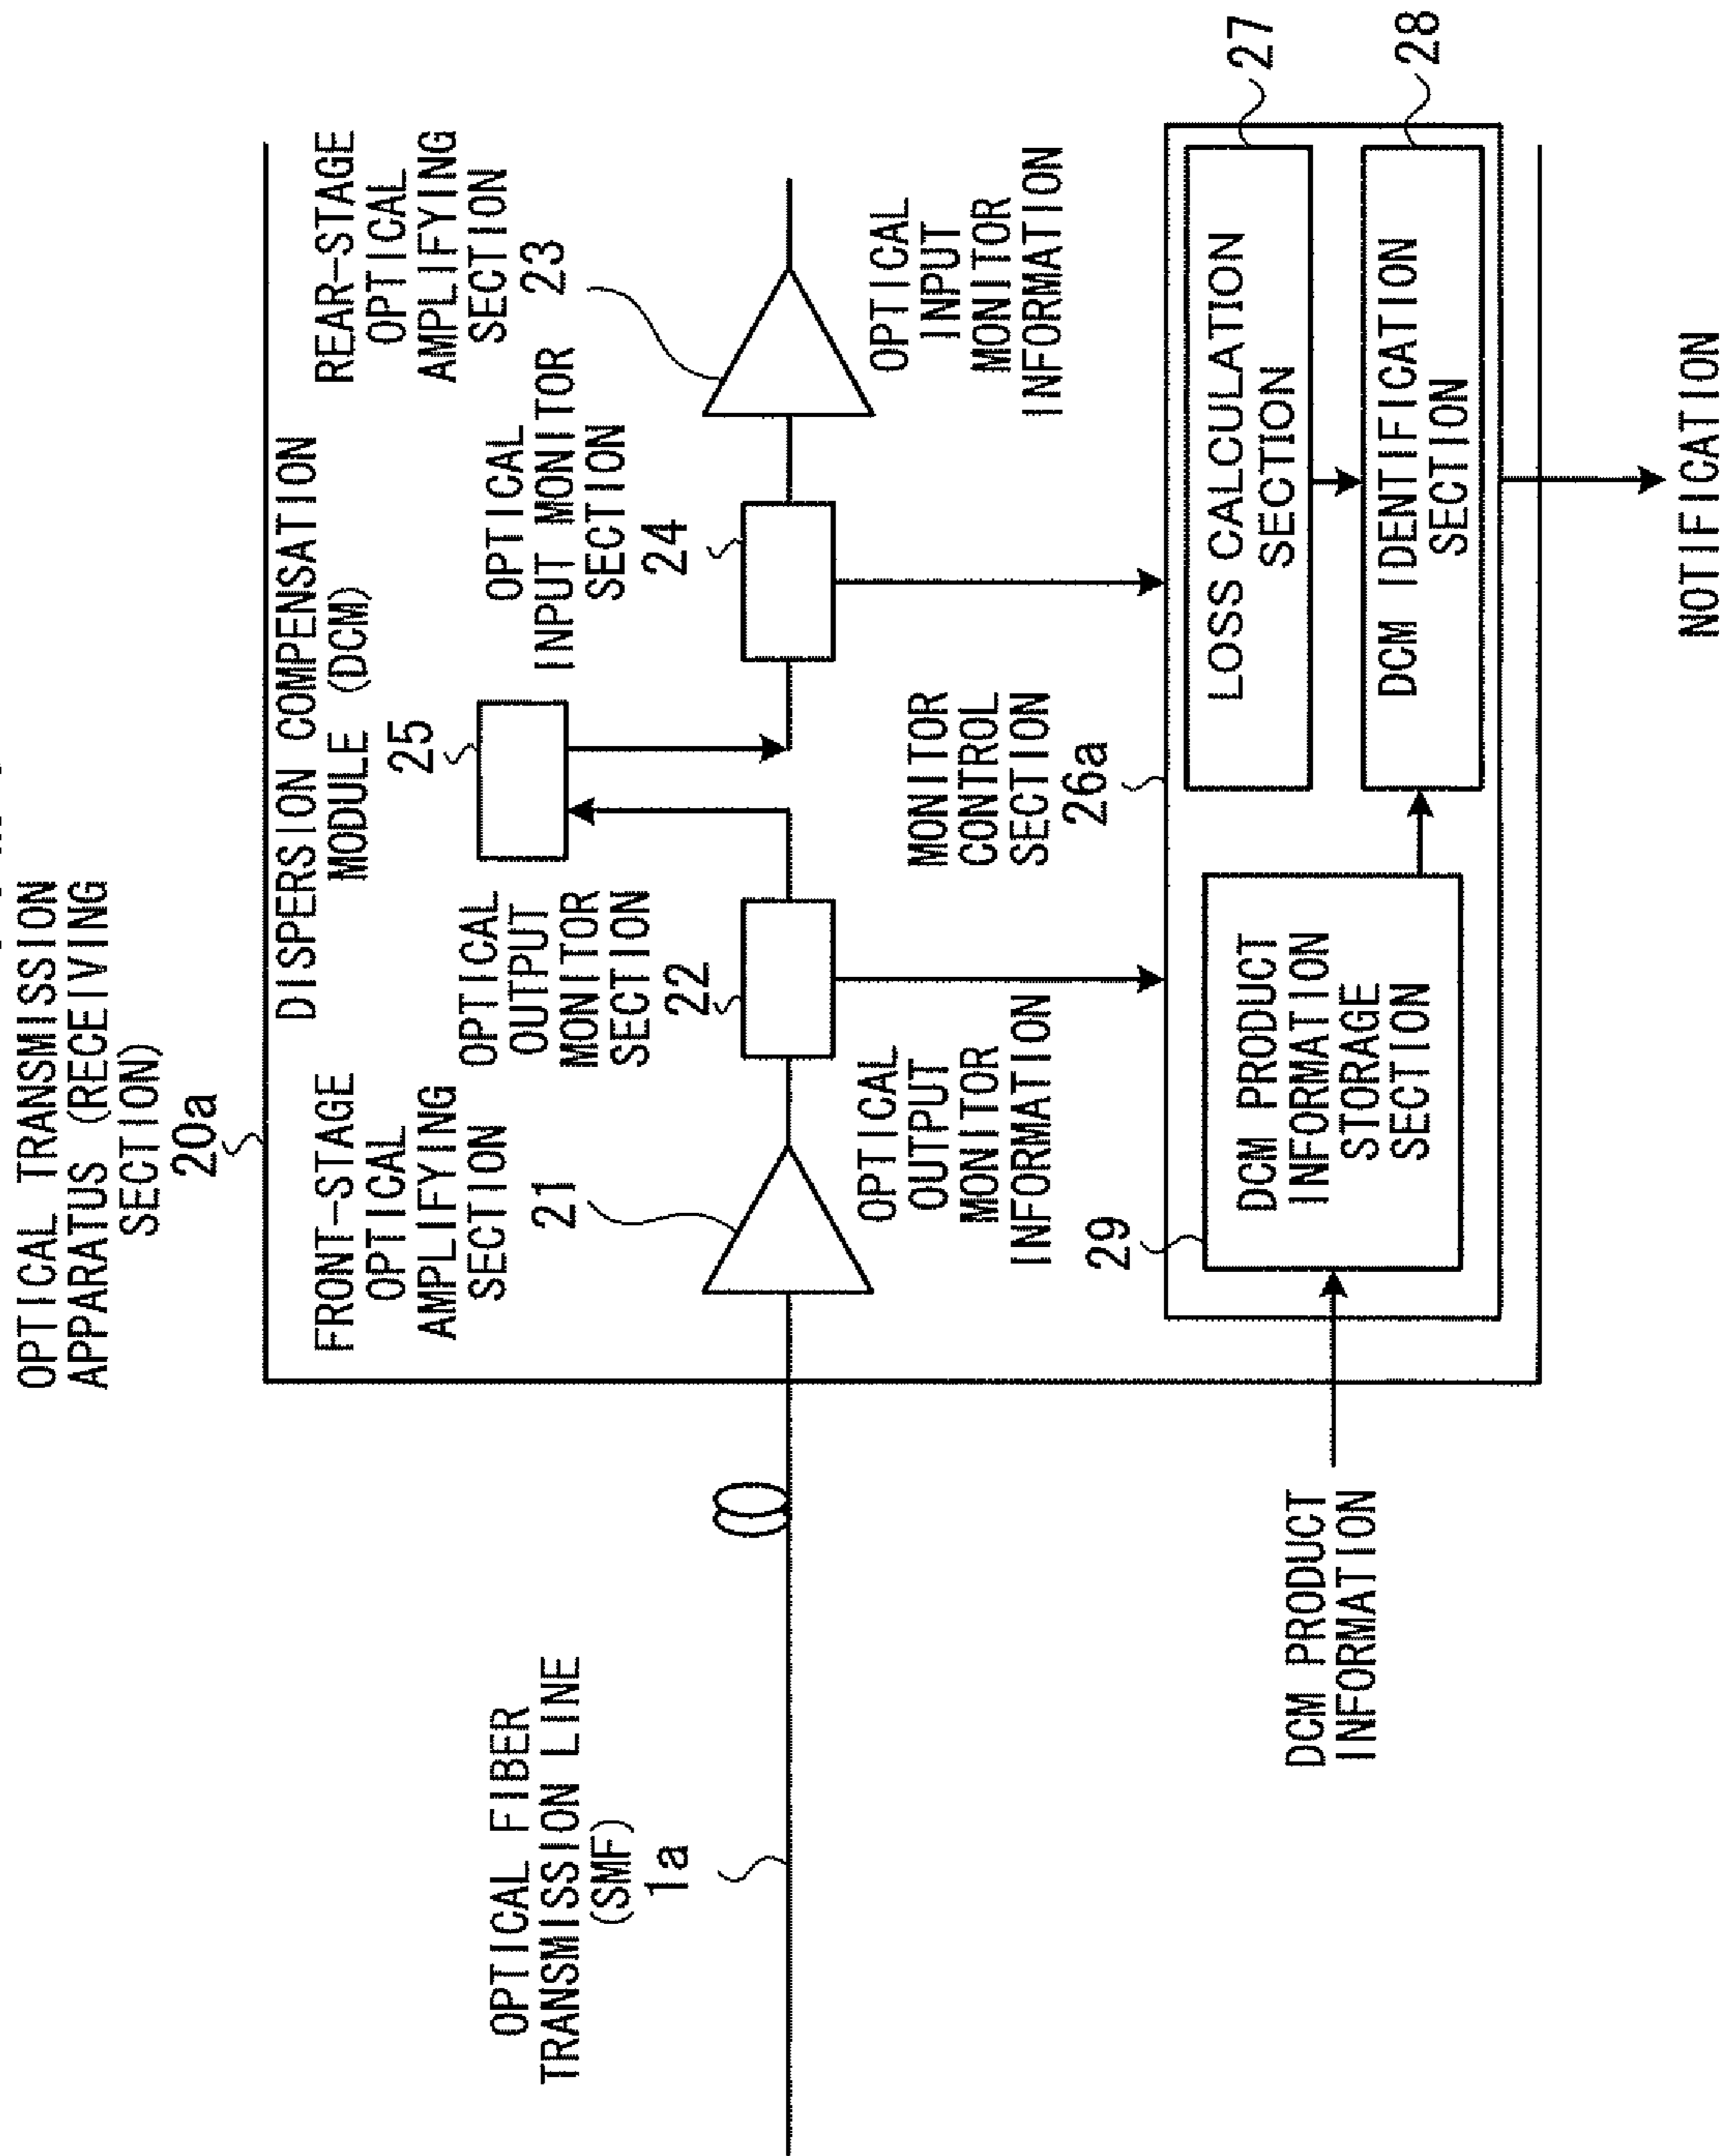 OPTICAL TRANSMISSION
APPARATUS (RECEIVING
SECTION)
20a
DISPERSION COMPENSATION
MODULE (DCM)
25
FRONT-STAGE
OPTICAL
AMPLIFYING
SECTION
21
OPTICAL
OUTPUT
MONITOR
SECTION
22
OPTICAL
INPUT MONITOR
SECTION
24
REAR-STAGE
OPTICAL
AMPLIFYING
SECTION
23
OPTICAL FIBER
TRANSMISSION LINE
(SMF)
1a
OPTICAL
OUTPUT
MONITOR
INFORMATION
MONITOR
CONTROL
SECTION
26a
OPTICAL
INPUT
MONITOR
INFORMATION
29
DCM PRODUCT
INFORMATION
STORAGE
SECTION
LOSS CALCULATION
SECTION
27
DCM IDENTIFICATION
SECTION
28
DCM PRODUCT
INFORMATION
NOTIFICATION